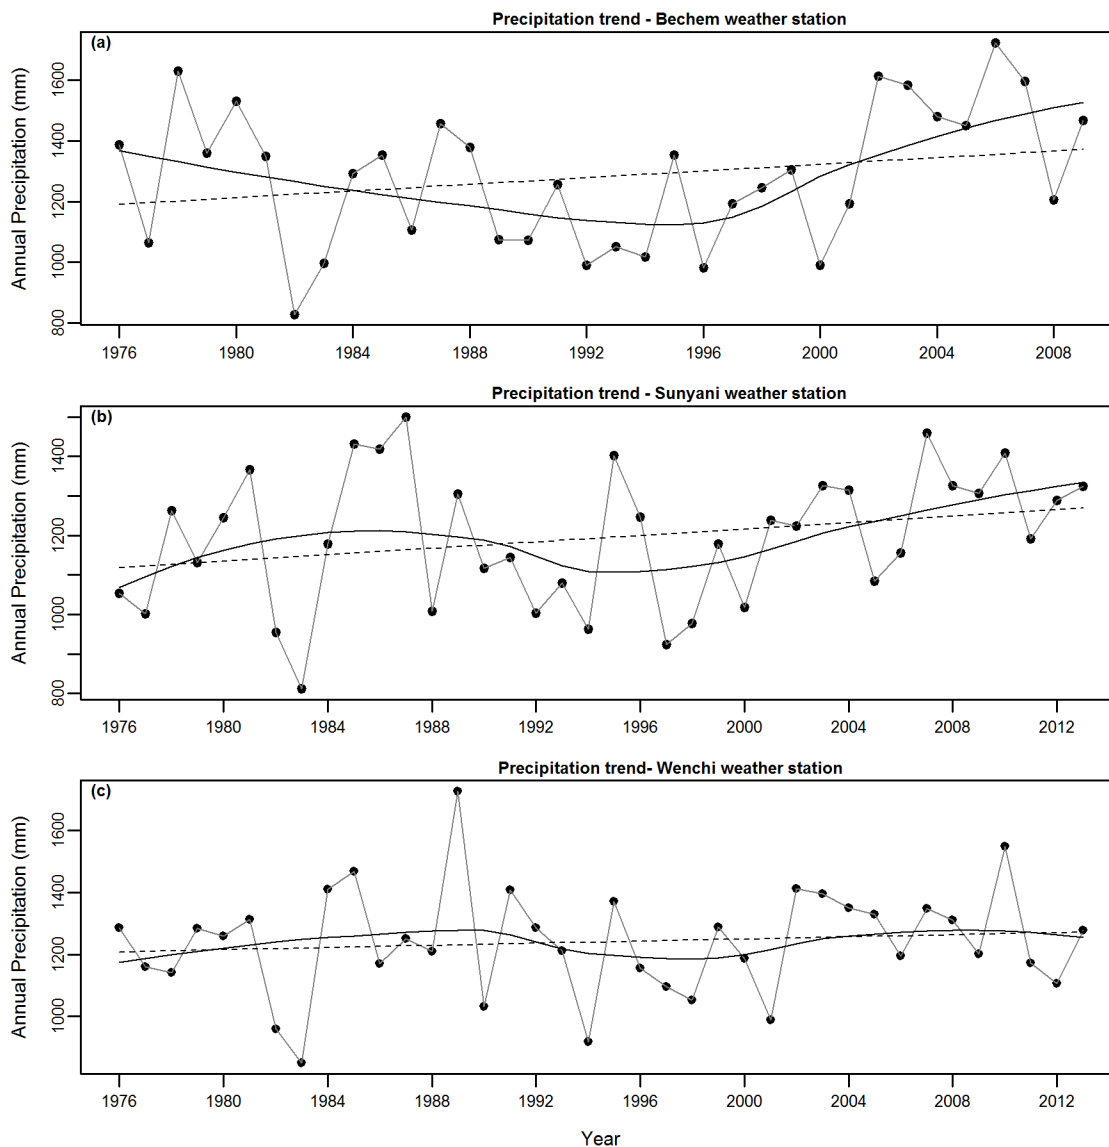 Precipitation trend - Bechem weather station
(a)
Annual Precipitation (mm)
1600
1400
1200
1000
800
1976 1980 1984 1988 1992 1996 2000 2004 2008
Precipitation trend - Sunyani weather station
(b)
Annual Precipitation (mm)
1400
1200
1000
800
1976 1980 1984 1988 1992 1996 2000 2004 2008 2012
Precipitation trend- Wenchi weather station
(c)
Annual Precipitation (mm)
1600
1400
1200
1000
1976 1980 1984 1988 1992 1996 2000 2004 2008 2012
Year